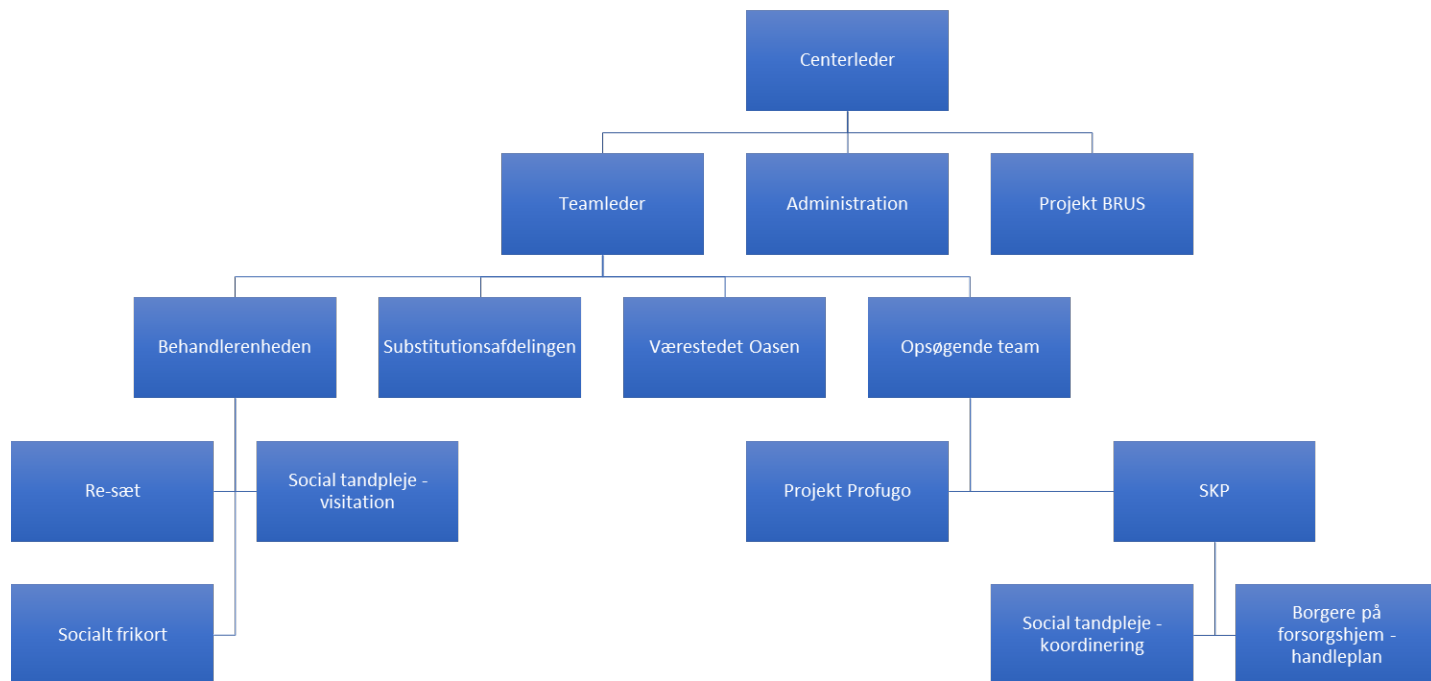 Centerleder
Teamleder
Administration
Projekt BRUS
Behandlerenheden
Substitutionsafdelingen
Værestedet Oasen
Opsøgende team
Re-sæt
Social tandpleje -
visitation
Projekt Profugo
SKP
Socialt frikort
Social tandpleje -
koordinering
Borgere på
forsorgshjem -
handleplan